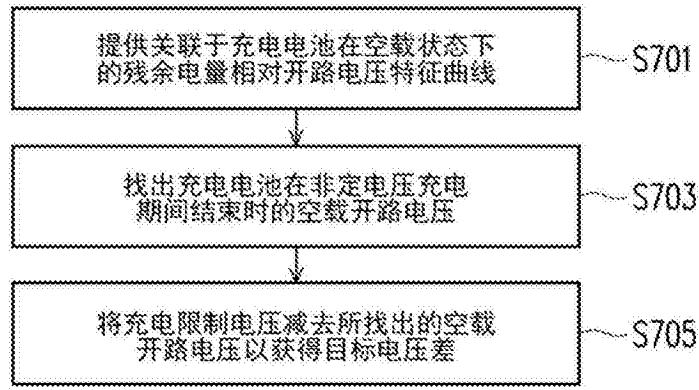 提供关联于充电电池在空载状态下
的残余电量相对开路电压特征曲线
S701
找出充电电池在非定电压充电
期间结束时的空载开路电压
S703
将充电限制电压减去所找出的空载
开路电压以获得目标电压差
S705